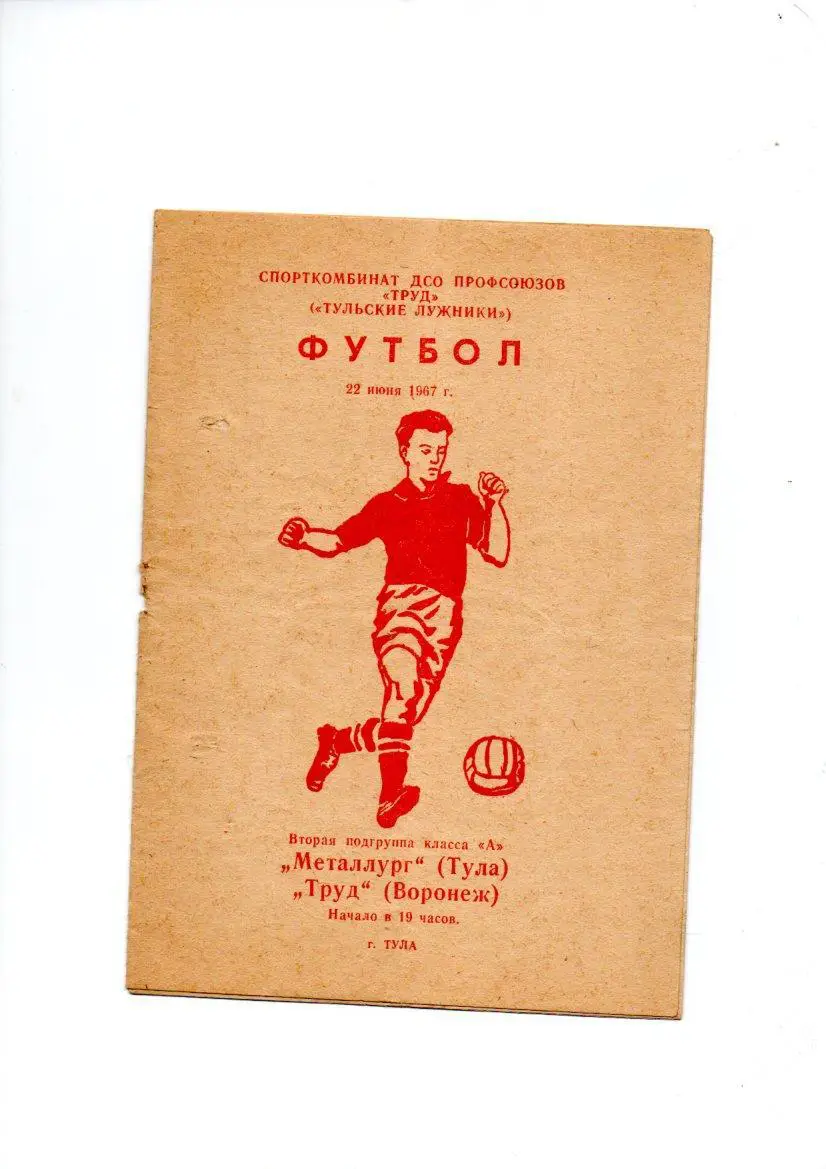 СПОРТКОМБИНАТ ДСО ПРОФСОЮЗОВ
«ТРУД»
(«ТУЛЬСКИЕ ЛУЖНИКИ»)
ФУТБОЛ
22 июня 1967 г.
Вторая подгруппа класса «А»
„Металлург“ (Тула)
„Труд“ (Воронеж)
Начало в 19 часов.
г. ТУЛА